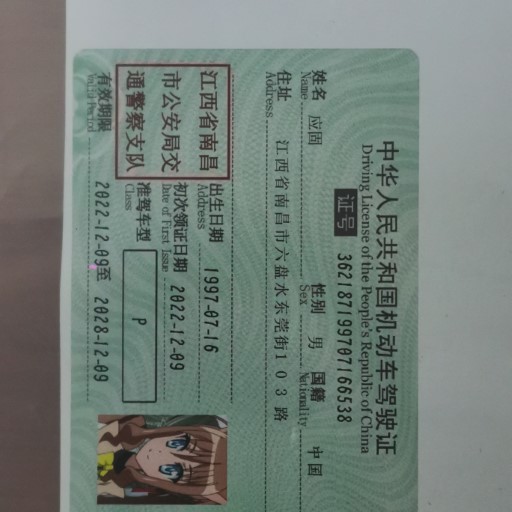 中华人民共和国机动车驾驶证
Driving License of the People's Republic of China
证号 362187199707166538
姓名 应固 性别 男 国籍 中国
Name Sex Nationality
住址 江西省南昌市六盘水东莞街103路
Address
出生日期 1997-07-16
Address
初次领证日期 2022-12-09
Date of First Issue
准驾车型 P
Class
江西省南昌
市公安局交
通警察支队
有效期限 2022-12-09至 2028-12-09
Valid Period